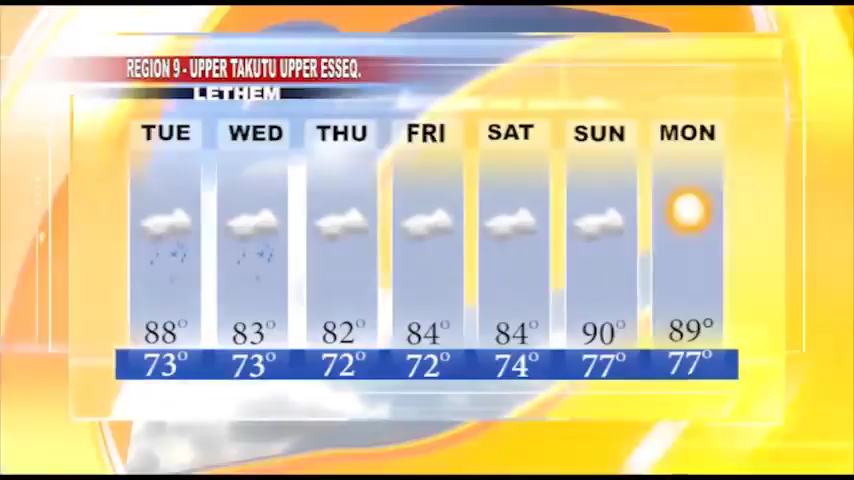 REGION 9 - UPPER TAKUTU UPPER ESSEQ.
LETHEM
TUE WED THU FRI SAT SUN MON
88° 83° 82° 84° 84° 90° 89°
73° 73° 72° 72° 74° 77° 77°